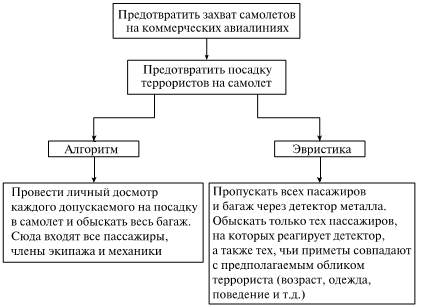 Предотвратить захват самолетов
на коммерческих авиалиниях
Предотвратить посадку
террористов на самолет
Алгоритм
Эвристика
Провести личный досмотр
каждого допускаемого на посадку
в самолет и обыскать весь багаж.
Сюда входят все пассажиры,
члены экипажа и механики
Пропускать всех пасажиров
и багаж через детектор металла.
Обыскать только тех пассажиров,
на которых реагирует детектор,
а также тех, чьи приметы совпадают
с предполагаемым обликом
террориста (возраст, одежда,
поведение и т.д.)